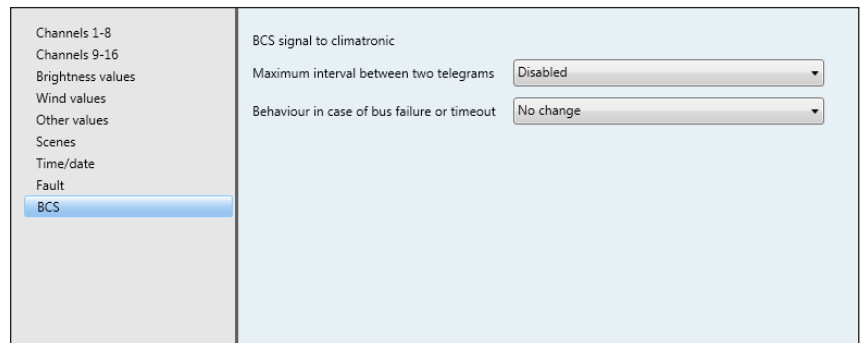 Channels 1-8
Channels 9-16
Brightness values
Wind values
Other values
Scenes
Time/date
Fault
BCS
BCS signal to climatronic
Maximum interval between two telegrams Disabled
Behaviour in case of bus failure or timeout No change